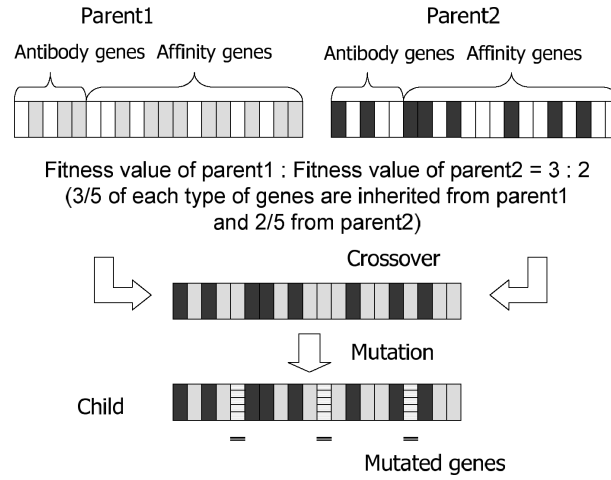 Parent1
Parent2
Antibody genes
Affinity genes
Antibody genes
Affinity genes
Fitness value of parent1 : Fitness value of parent2 = 3 : 2
(3/5 of each type of genes are inherited from parent1
and 2/5 from parent2)
Crossover
Mutation
Child
Mutated genes